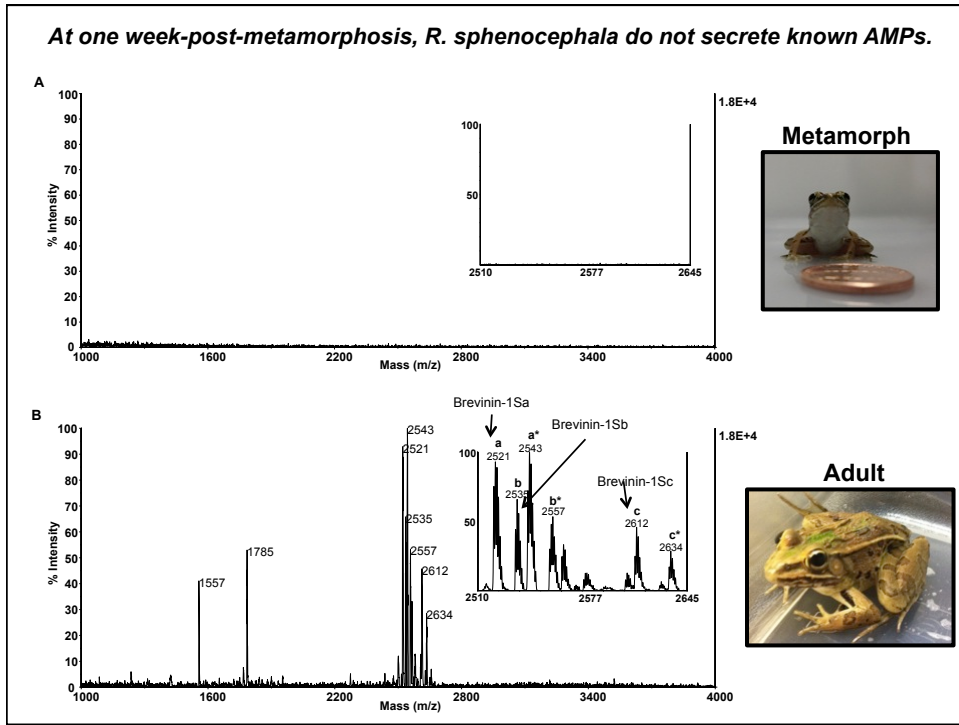 At one week-post-metamorphosis, R. sphenocephala do not secrete known AMPs.
A
100
90
80
70
60
50
40
30
20
10
0
% Intensity
1000
1600
2200
2800
3400
4000
Mass (m/z)
1.8E+4
100
50
2510
2577
2645
Metamorph
B
100
90
80
70
60
50
40
30
20
10
0
% Intensity
1557
1785
2543
2521
2535
2557
2612
2634
1000
1600
2200
2800
3400
4000
Mass (m/z)
1.8E+4
Brevinin-1Sa
Brevinin-1Sb
Brevinin-1Sc
100
50
a
2521
b
2535
a*
2543
b*
2557
c
2612
c*
2634
2510
2577
2645
Adult